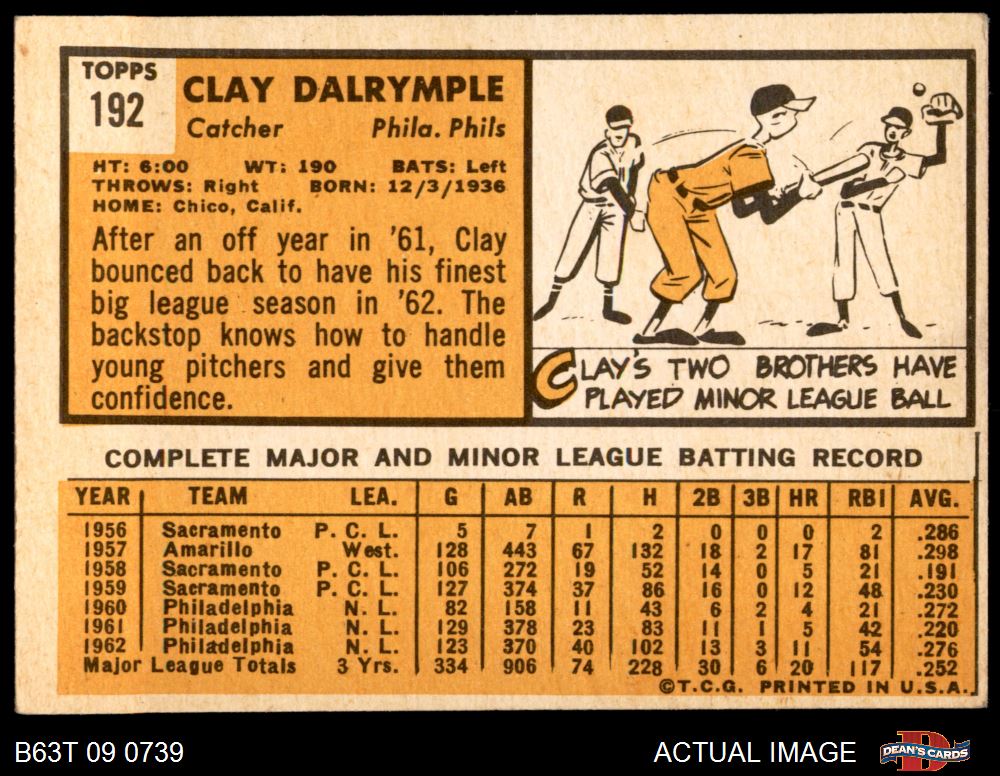 TOPPS
192
CLAY DALRYMPLE
Catcher Phila. Phils
HT: 6:00 WT: 190 BATS: Left
THROWS: Right BORN: 12/3/1936
HOME: Chico, Calif.
After an off year in '61, Clay
bounced back to have his finest
big league season in '62. The
backstop knows how to handle
young pitchers and give them
confidence.
CLAY'S TWO BROTHERS HAVE
PLAYED MINOR LEAGUE BALL
COMPLETE MAJOR AND MINOR LEAGUE BATTING RECORD
YEAR TEAM LEA. G AB R H 2B 3B HR RBI AVG.
1956 Sacramento P. C. L. 5 7 1 2 0 0 0 2 .286
1957 Amarillo West. 128 443 67 132 18 2 17 81 .298
1958 Sacramento P. C. L. 106 272 19 52 14 0 5 21 .191
1959 Sacramento P. C. L. 127 374 37 86 16 0 12 48 .230
1960 Philadelphia N. L. 82 158 11 43 6 2 4 21 .272
1961 Philadelphia N. L. 129 378 23 83 11 1 5 42 .220
1962 Philadelphia N. L. 123 370 40 102 13 3 11 54 .276
Major League Totals 3 Yrs. 334 906 74 228 30 6 20 117 .252
©T.C.G. PRINTED IN U.S.A.
B63T 09 0739
ACTUAL IMAGE
DEAN'S CARDS